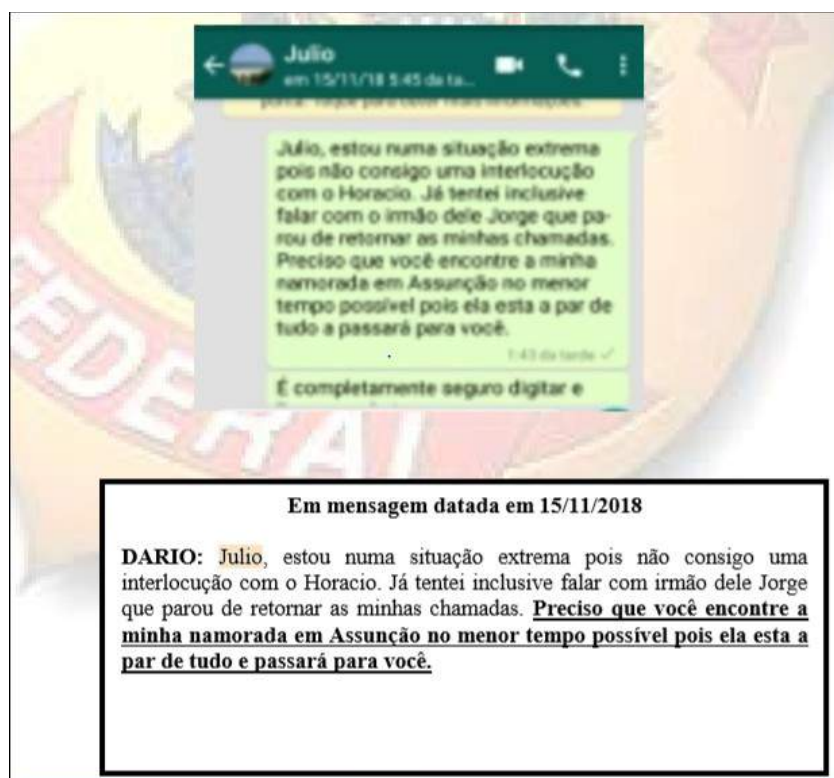 Julio
em 15/11/18 5:45 da ta...
Julio, estou numa situação extrema
pois não consigo uma interlocução
com o Horacio. Já tentei inclusive
falar com o irmão dele Jorge que pa-
rou de retornar as minhas chamadas.
Preciso que você encontre a minha
namorada em Assunção no menor
tempo possível pois ela esta a par de
tudo a passará para você.
1:43 da tarde
É completamente seguro digitar e
FEDERAL
Em mensagem datada em 15/11/2018
DARIO: Julio, estou numa situação extrema pois não consigo uma
interlocução com o Horacio. Já tentei inclusive falar com irmão dele Jorge
que parou de retornar as minhas chamadas. Preciso que você encontre a
minha namorada em Assunção no menor tempo possível pois ela esta a
par de tudo e passará para você.